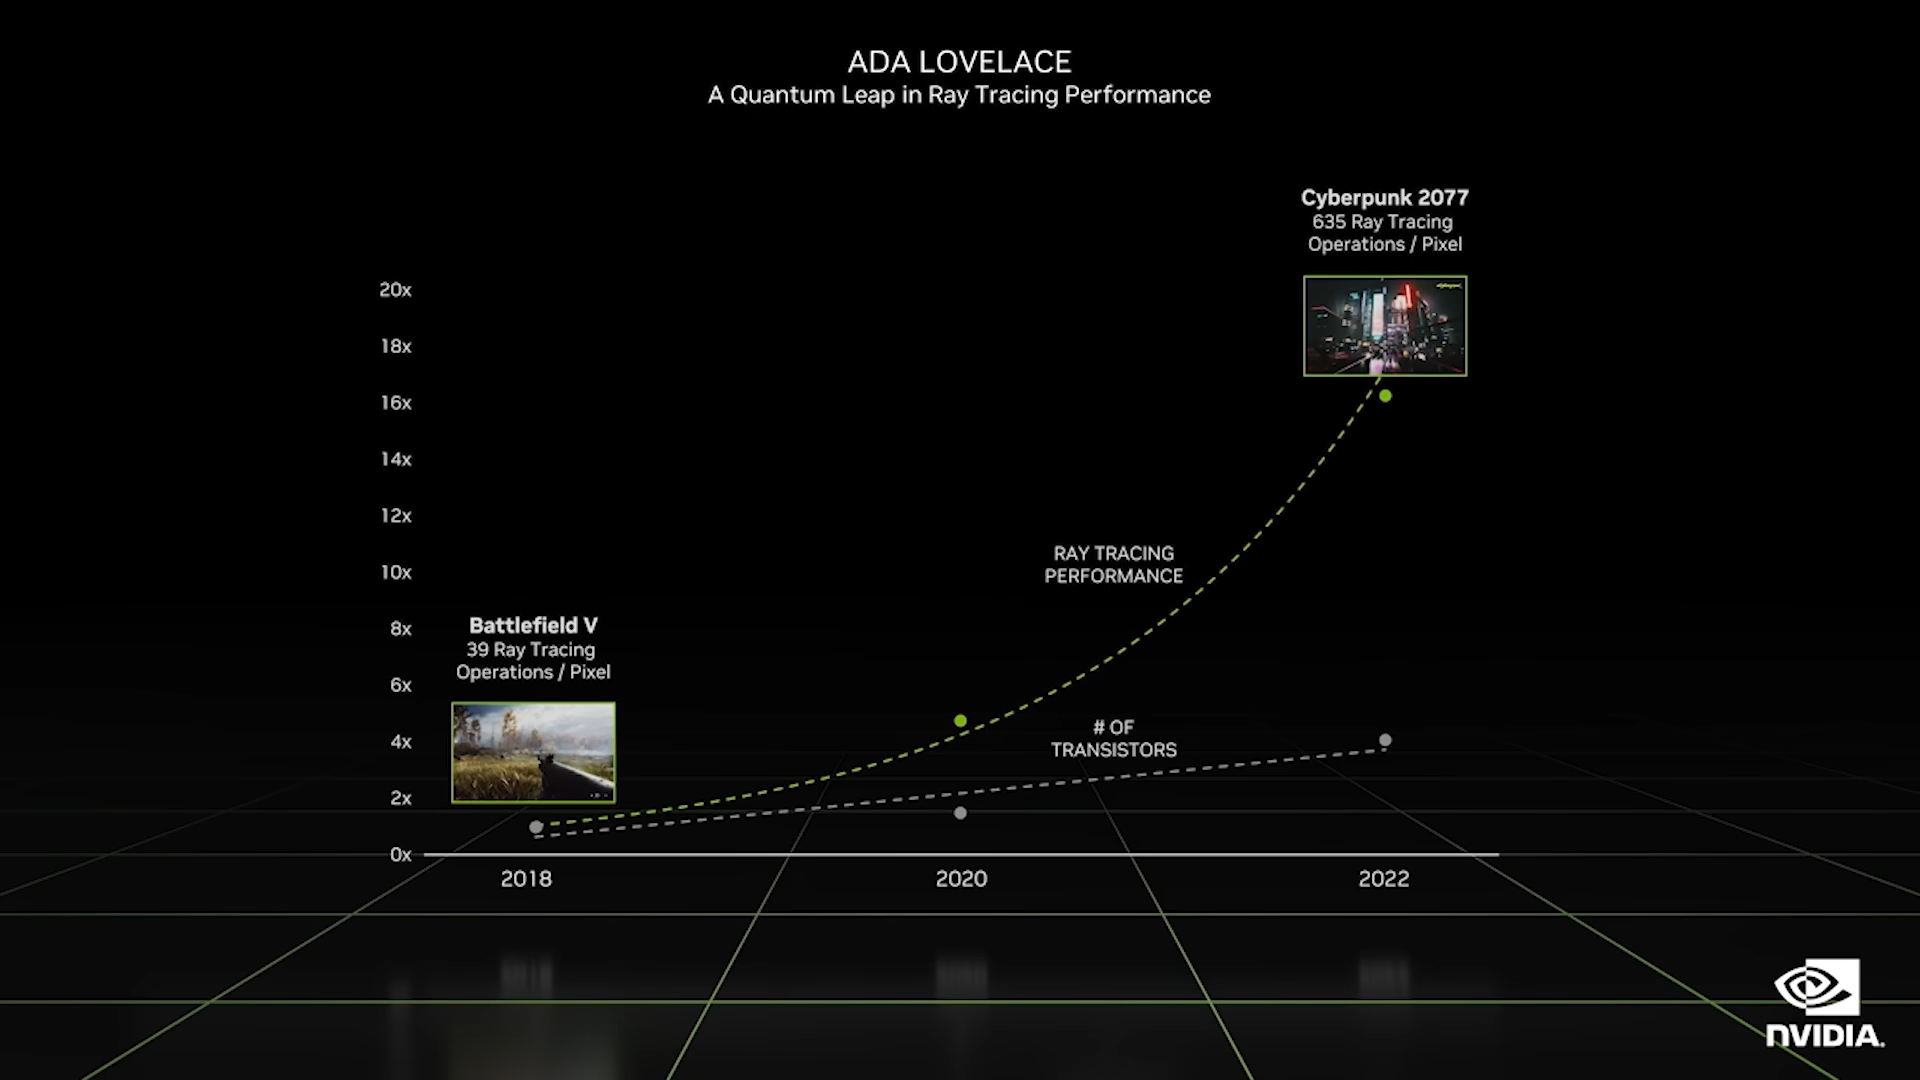 ADA LOVELACE
A Quantum Leap in Ray Tracing Performance
Cyberpunk 2077
635 Ray Tracing
Operations / Pixel
20x
18x
16x
14x
12x
RAY TRACING
PERFORMANCE
10x
Battlefield V
39 Ray Tracing
Operations / Pixel
8x
6x
# OF
TRANSISTORS
4x
2x
0x
2018
2020
2022
NVIDIA.